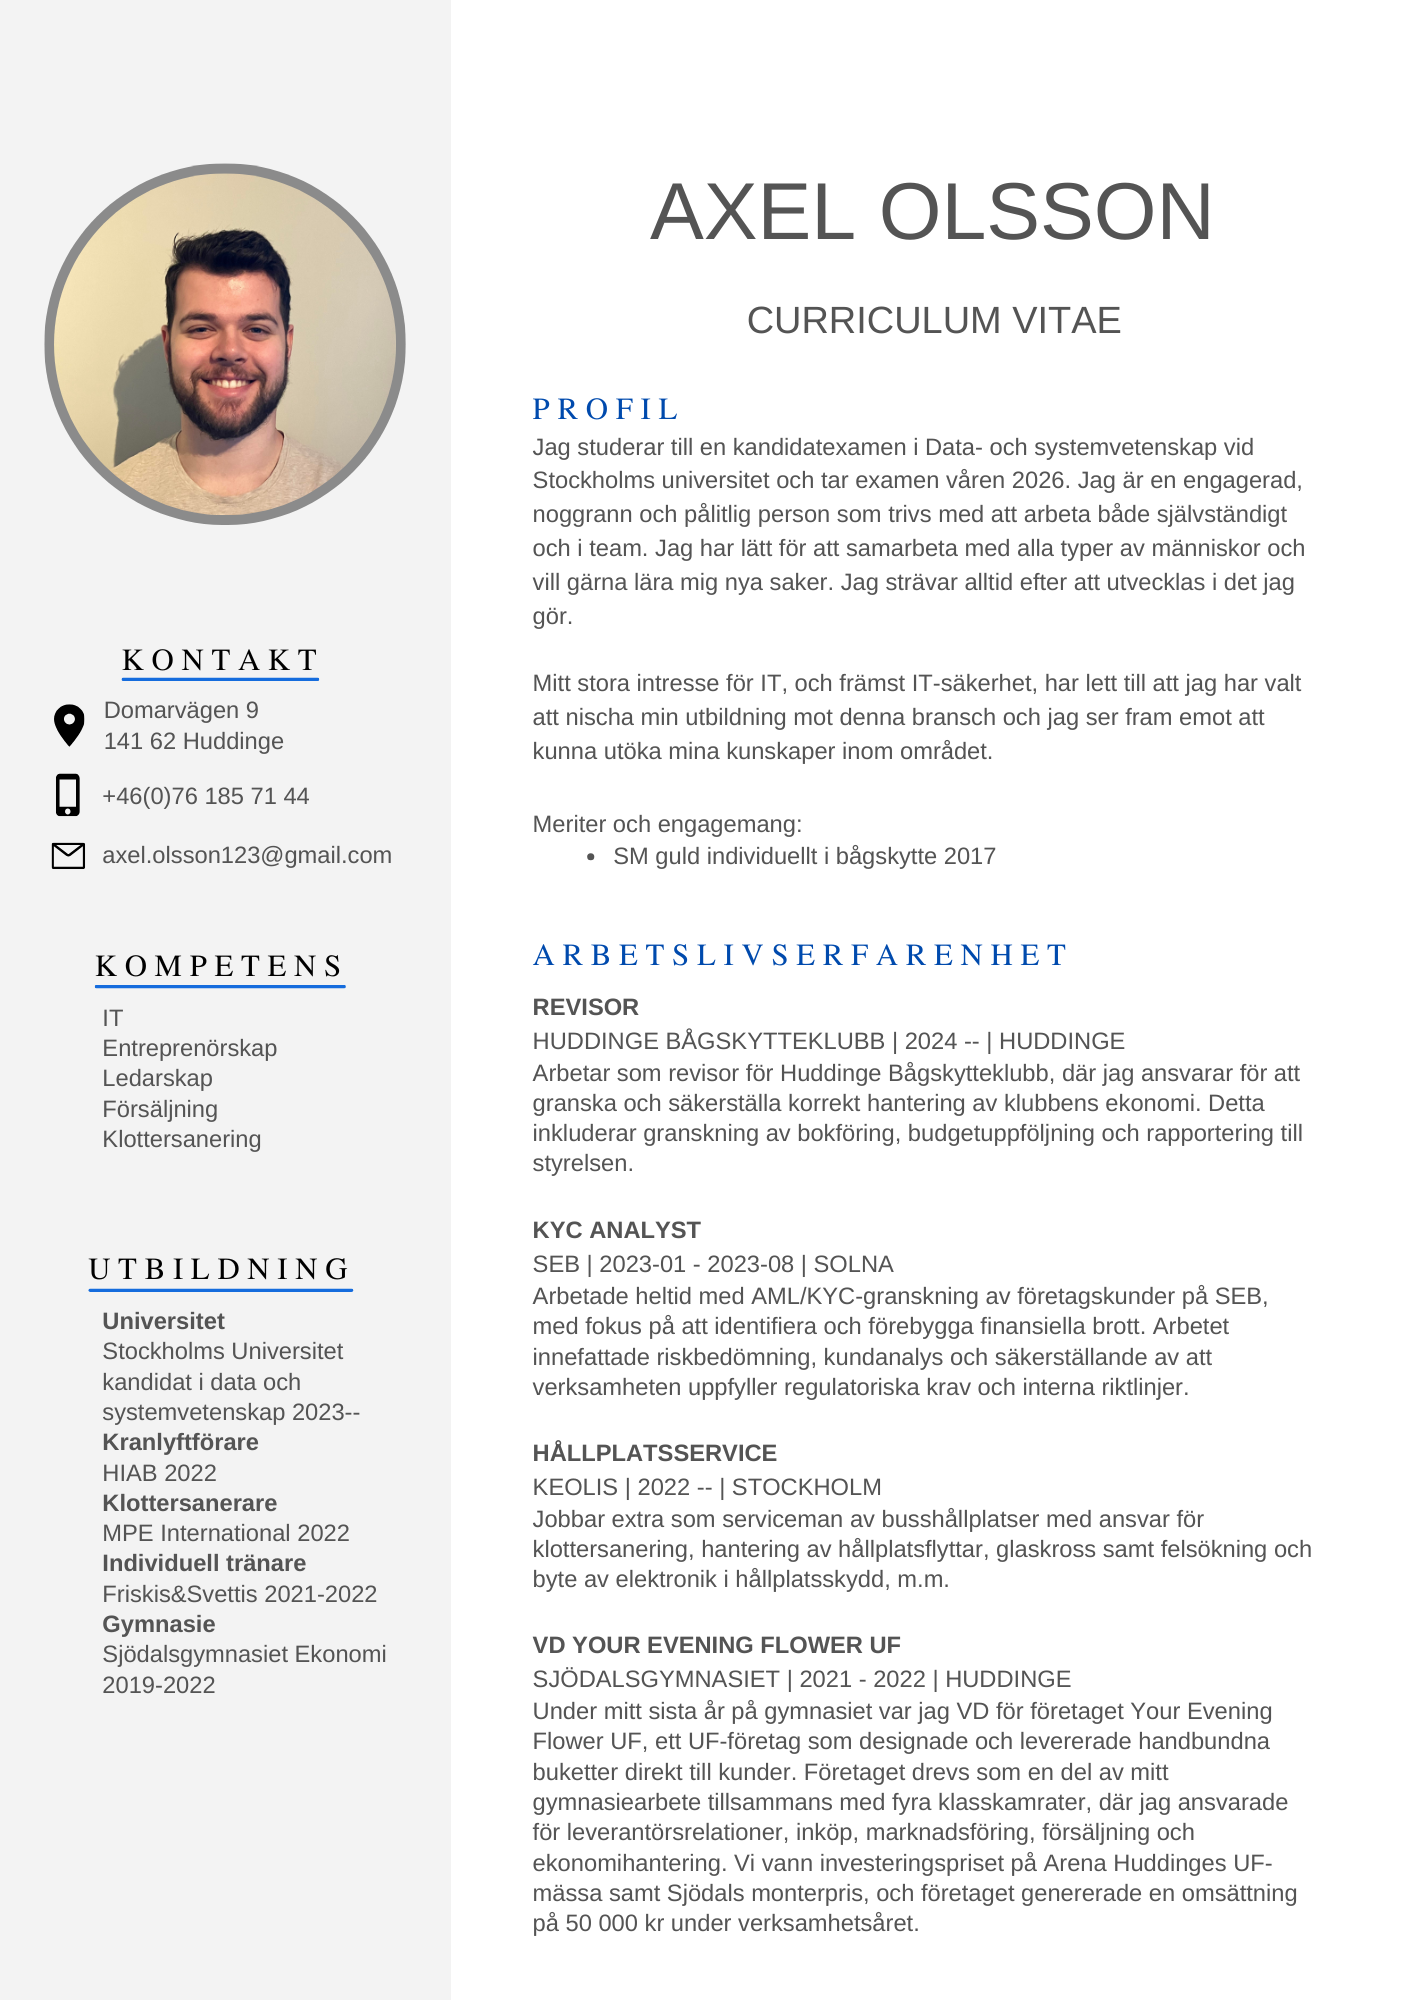 AXEL OLSSON
CURRICULUM VITAE
KONTAKT
Domarvägen 9
141 62 Huddinge
+46(0)76 185 71 44
axel.olsson123@gmail.com
KOMPETENS
IT
Entreprenörskap
Ledarskap
Försäljning
Klottersanering
UTBILDNING
Universitet
Stockholms Universitet
kandidat i data och
systemvetenskap 2023--
Kranlyftförare
HIAB 2022
Klottersanerare
MPE International 2022
Individuell tränare
Friskis&Svettis 2021-2022
Gymnasie
Sjödalsgymnasiet Ekonomi
2019-2022
PROFIL
Jag studerar till en kandidatexamen i Data- och systemvetenskap vid
Stockholms universitet och tar examen våren 2026. Jag är en engagerad,
noggrann och pålitlig person som trivs med att arbeta både självständigt
och i team. Jag har lätt för att samarbeta med alla typer av människor och
vill gärna lära mig nya saker. Jag strävar alltid efter att utvecklas i det jag
gör.
Mitt stora intresse för IT, och främst IT-säkerhet, har lett till att jag har valt
att nischa min utbildning mot denna bransch och jag ser fram emot att
kunna utöka mina kunskaper inom området.
Meriter och engagemang:
• SM guld individuellt i bågskytte 2017
ARBETSLIVSERFARENHET
REVISOR
HUDDINGE BÅGSKYTTEKLUBB | 2024 -- | HUDDINGE
Arbetar som revisor för Huddinge Bågskytteklubb, där jag ansvarar för att
granska och säkerställa korrekt hantering av klubbens ekonomi. Detta
inkluderar granskning av bokföring, budgetuppföljning och rapportering till
styrelsen.
KYC ANALYST
SEB | 2023-01 - 2023-08 | SOLNA
Arbetade heltid med AML/KYC-granskning av företagskunder på SEB,
med fokus på att identifiera och förebygga finansiella brott. Arbetet
innefattade riskbedömning, kundanalys och säkerställande av att
verksamheten uppfyller regulatoriska krav och interna riktlinjer.
HÅLLPLATSSERVICE
KEOLIS | 2022 -- | STOCKHOLM
Jobbar extra som serviceman av busshållplatser med ansvar för
klottersanering, hantering av hållplatsflyttar, glaskross samt felsökning och
byte av elektronik i hållplatsskydd, m.m.
VD YOUR EVENING FLOWER UF
SJÖDALSGYMNASIET | 2021 - 2022 | HUDDINGE
Under mitt sista år på gymnasiet var jag VD för företaget Your Evening
Flower UF, ett UF-företag som designade och levererade handbundna
buketter direkt till kunder. Företaget drevs som en del av mitt
gymnasiearbete tillsammans med fyra klasskamrater, där jag ansvarade
för leverantörsrelationer, inköp, marknadsföring, försäljning och
ekonomihantering. Vi vann investeringspriset på Arena Huddinges UF-
mässa samt Sjödals monterpris, och företaget genererade en omsättning
på 50 000 kr under verksamhetsåret.